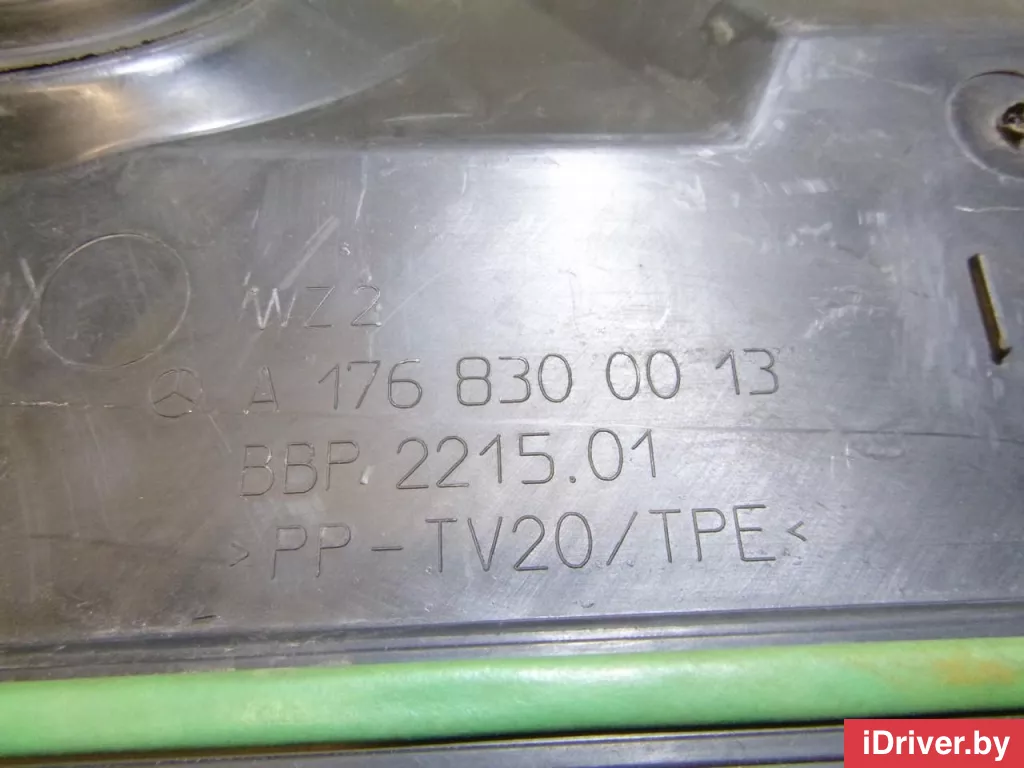 WZ2
A 176 830 00 13
BBP. 2215.01
>PP-TV20/TPE<
iDriver.by